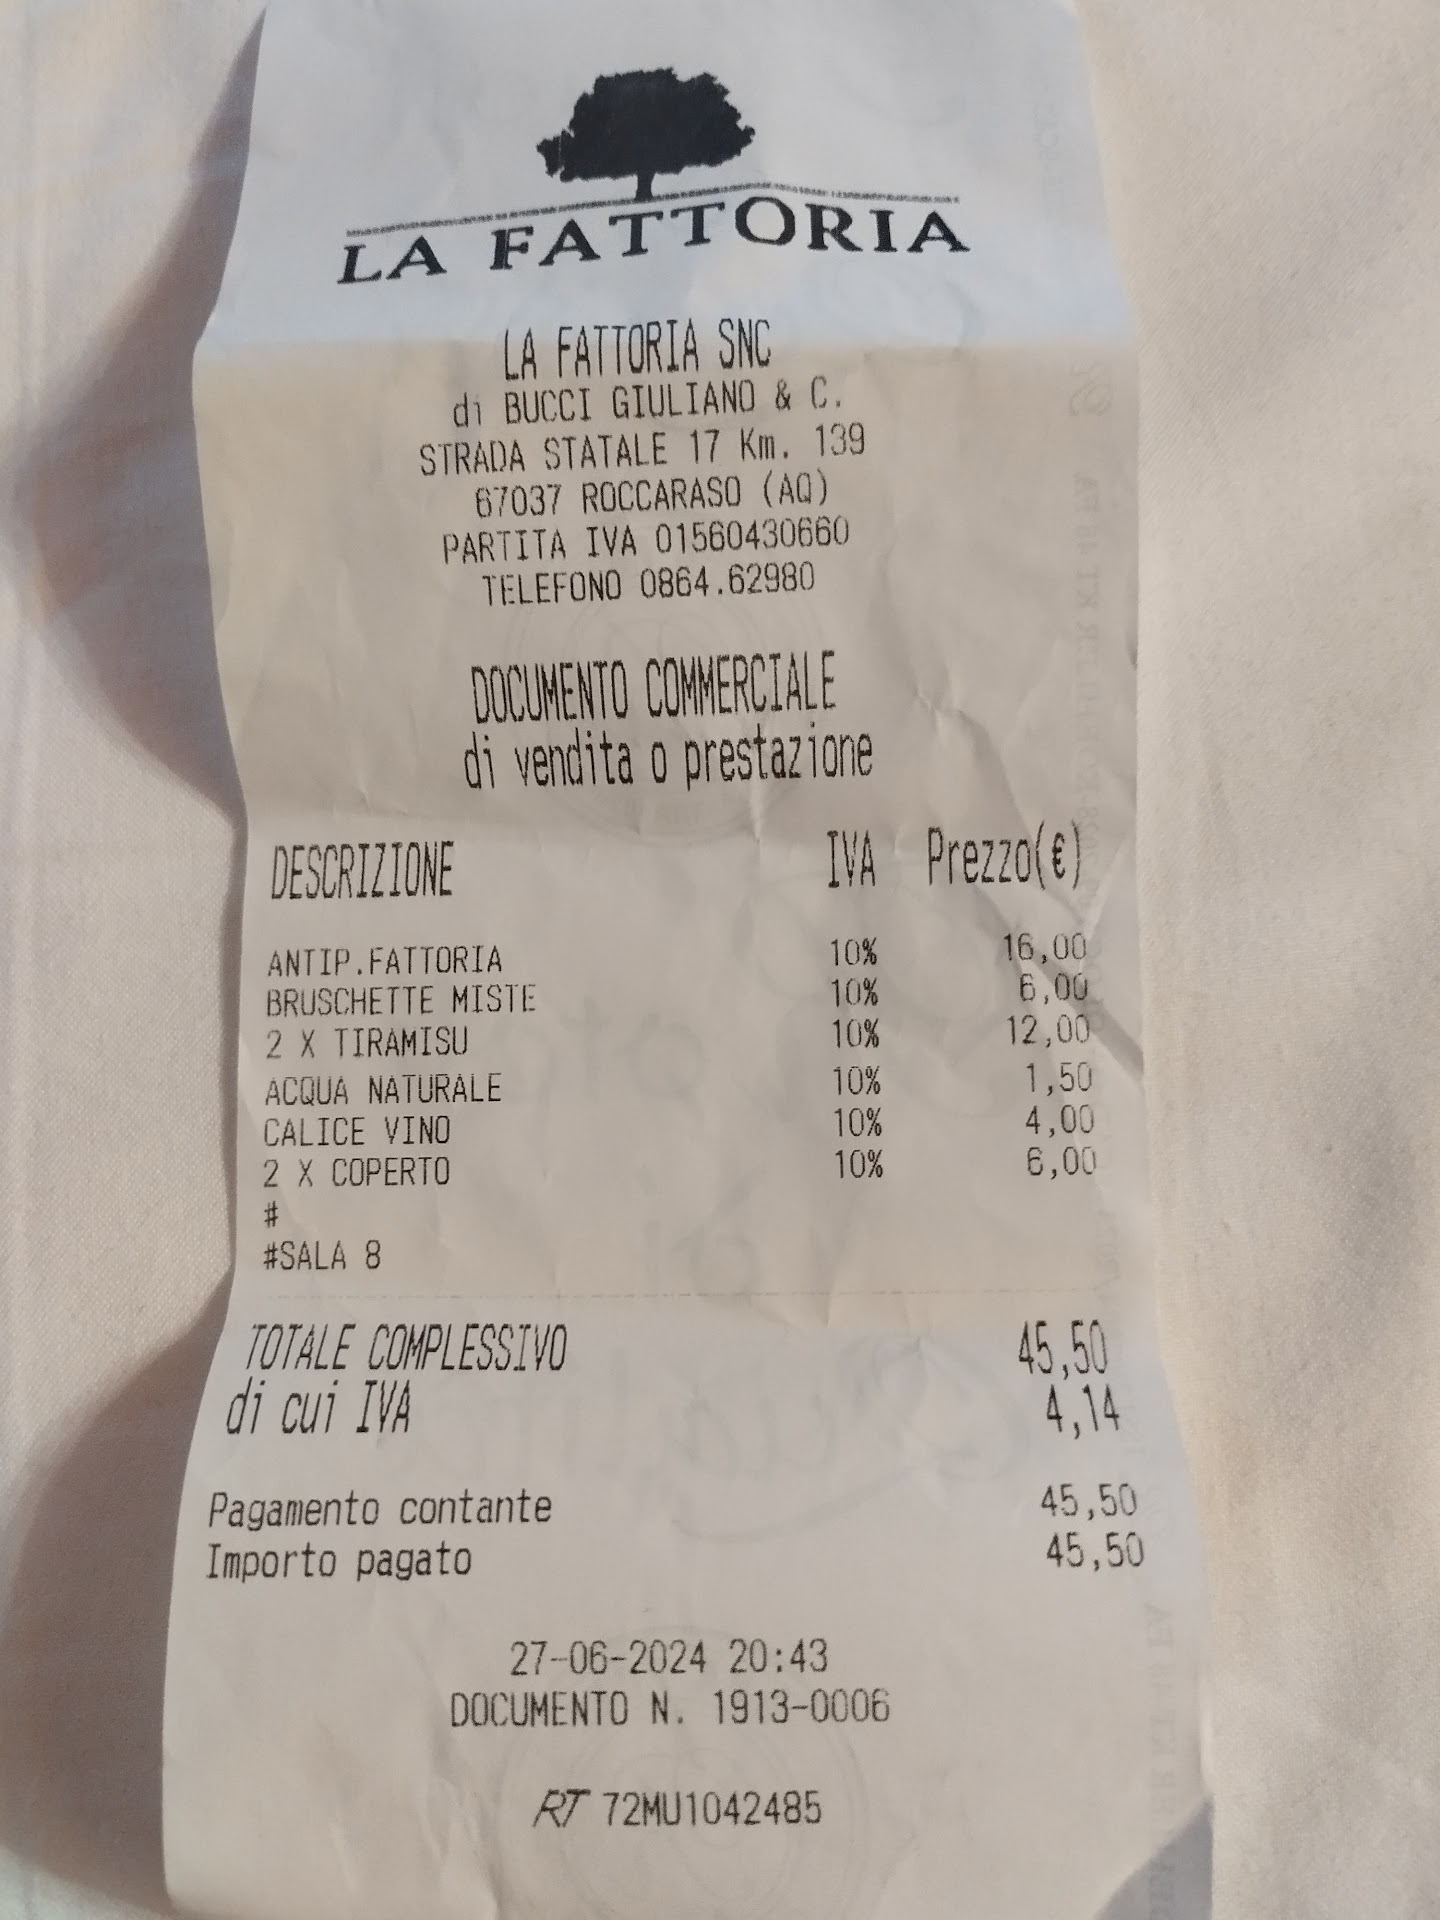 LA FATTORIA
LA FATTORIA SNC
di BUCCI GIULIANO & C.
STRADA STATALE 17 Km. 139
67037 ROCCARASO (AQ)
PARTITA IVA 01560430660
TELEFONO 0864.62980
DOCUMENTO COMMERCIALE
di vendita o prestazione
DESCRIZIONE IVA Prezzo(€)
ANTIP.FATTORIA 10% 16,00
BRUSCHETTE MISTE 10% 6,00
2 X TIRAMISU 10% 12,00
ACQUA NATURALE 10% 1,50
CALICE VINO 10% 4,00
2 X COPERTO 10% 6,00
#
#SALA 8
TOTALE COMPLESSIVO 45,50
di cui IVA 4,14
Pagamento contante 45,50
Importo pagato 45,50
27-06-2024 20:43
DOCUMENTO N. 1913-0006
RT 72MU1042485